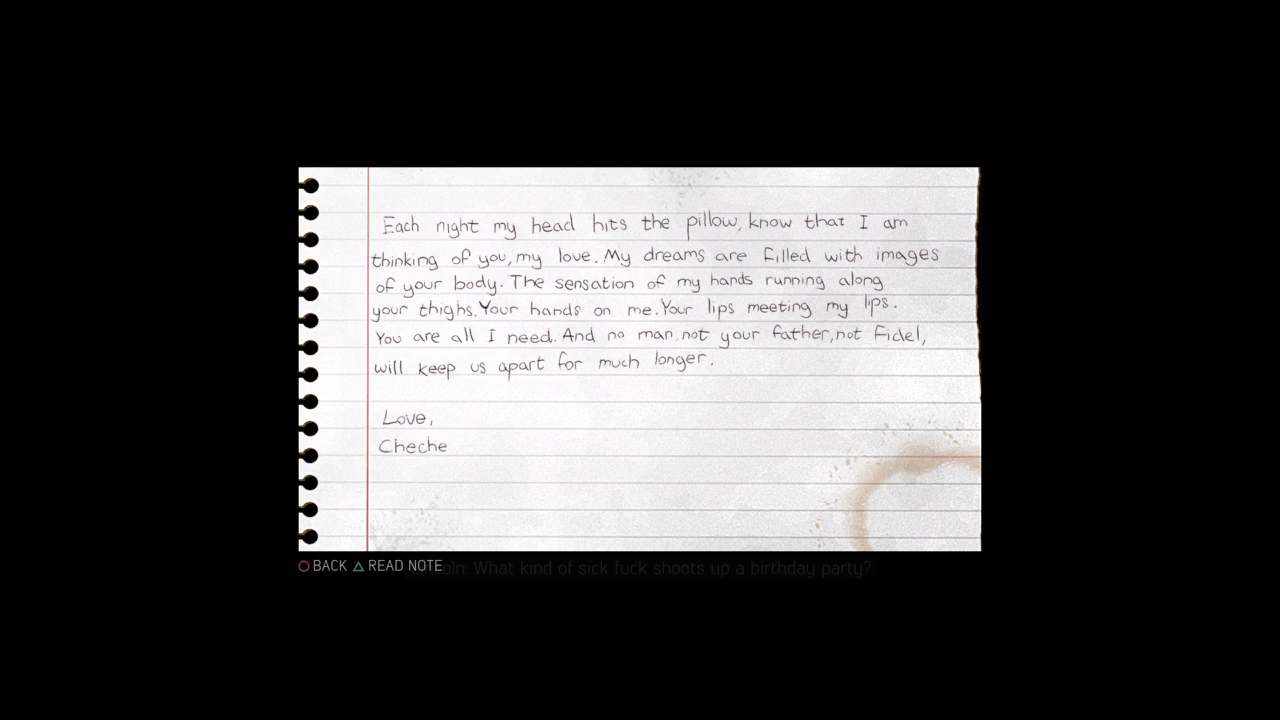 Each night my head hits the pillow, know that I am
thinking of you, my love. My dreams are filled with images
of your body. The sensation of my hands running along
your thighs. Your hands on me. Your lips meeting my lips.
You are all I need. And no man, not your father, not Fidel,
will keep us apart for much longer.
Love,
Cheche
BACK READ NOTE
Lincoln: What kind of sick fuck shoots up a birthday party?